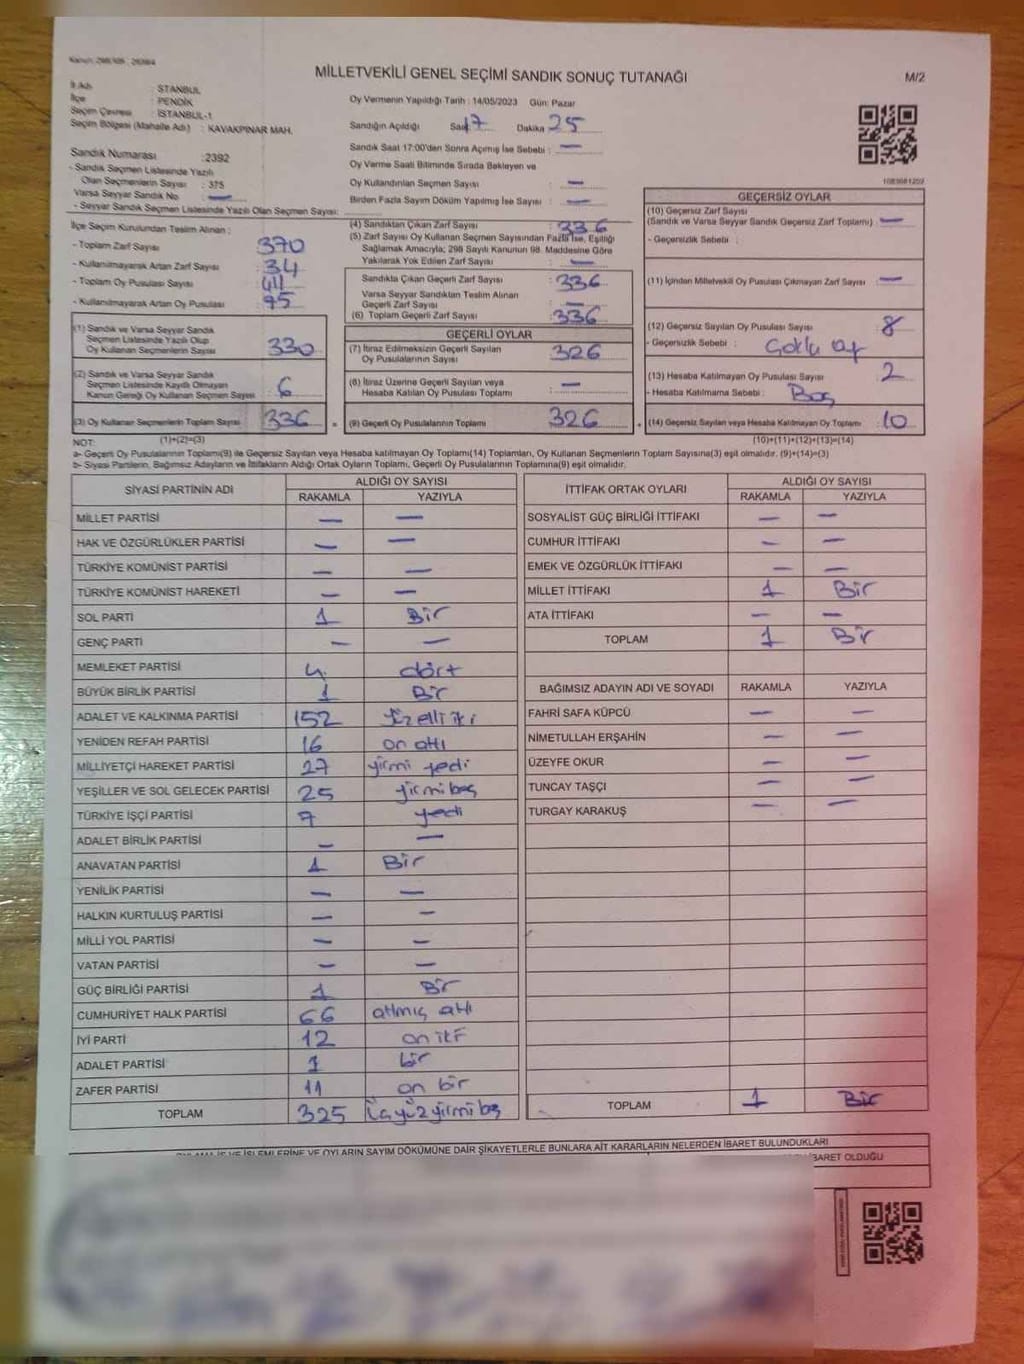 MİLLETVEKİLİ GENEL SEÇİMİ SANDIK SONUÇ TUTANAĞI
M/2
İl Adı : STANBUL
İlçe : PENDİK
Seçim Çevresi : İSTANBUL-1
Seçim Bölgesi (Mahalle Adı) : KAVAKPINAR MAH.
Oy Vermenin Yapıldığı Tarih : 14/05/2023 Gün: Pazar
Sandığın Açıldığı Saat 17 Dakika 25
Sandık Saat 17:00'den Sonra Açımış İse Sebebi : —
Oy Verme Saati Bitiminde Sırada Bekleyen ve
Oy Kullandırılan Seçmen Sayısı : —
Birden Fazla Sayım Döküm Yapılmış İse Sayısı : —
Sandık Numarası : 2392
- Sandık Seçmen Listesinde Yazılı
Olan Seçmenlerin Sayısı : 375
Varsa Seyyar Sandık No : —
- Seyyar Sandık Seçmen Listesinde Yazılı Olan Seçmen Sayısı:
İlçe Seçim Kurulundan Teslim Alınan :
- Toplam Zarf Sayısı : 370
- Kullanılmayarak Artan Zarf Sayısı : 34
- Toplam Oy Pusulası Sayısı :
- Kullanılmayarak Artan Oy Pusulası :
(1) Sandık ve Varsa Seyyar Sandık
Seçmen Listesinde Yazılı Olup
Oy Kullanan Seçmenlerin Sayısı : 330
(2) Sandık ve Varsa Seyyar Sandık
Seçmen Listesinde Kayıtlı Olmayan
Kanun Gereği Oy Kullanan Seçmen Sayısı : 6
(3) Oy Kullanan Seçmenlerin Toplam Sayısı : 336
(4) Sandıktan Çıkan Zarf Sayısı : 336
(5) Zarf Sayısı Oy Kullanan Seçmen Sayısından Fazla İse, Eşitliği
Sağlamak Amacıyla; 298 Sayılı Kanunun 98. Maddesine Göre
Yakılarak Yok Edilen Zarf Sayısı : —
Sandıkta Çıkan Geçerli Zarf Sayısı : 336
Varsa Seyyar Sandıktan Teslim Alınan
Geçerli Zarf Sayısı : —
(6) Toplam Geçerli Zarf Sayısı : 336
GEÇERLİ OYLAR
(7) İtiraz Edilmeksizin Geçerli Sayılan
Oy Pusulalarının Sayısı : 326
(8) İtiraz Üzerine Geçerli Sayılan veya
Hesaba Katılan Oy Pusulaları Toplamı : —
= (9) Geçerli Oy Pusulalarının Toplamı : 326
GEÇERSİZ OYLAR
(10) Geçersiz Zarf Sayısı
(Sandık ve Varsa Seyyar Sandık Geçersiz Zarf Toplamı) : —
- Geçersizlik Sebebi :
(11) İçinden Milletvekili Oy Pusulası Çıkmayan Zarf Sayısı : —
(12) Geçersiz Sayılan Oy Pusulası Sayısı : 8
- Geçersizlik Sebebi : Çoklu oy
(13) Hesaba Katılmayan Oy Pusulası Sayısı : 2
- Hesaba Katılmama Sebebi : Boş
+ (14) Geçersiz Sayılan veya Hesaba Katılmayan Oy Toplamı : 10
NOT: (1)+(2)=(3) (10)+(11)+(12)+(13)=(14)
a- Geçerli Oy Pusulalarının Toplamı(9) ile Geçersiz Sayılan veya Hesaba Katılmayan Oy Toplamı(14) Toplamları, Oy Kullanan Seçmenlerin Toplam Sayısına(3) eşit olmalıdır. (9)+(14)=(3)
b- Siyasi Partilerin, Bağımsız Adayların ve İttifakların Aldığı Ortak Oyların Toplamı, Geçerli Oy Pusulalarının Toplamına(9) eşit olmalıdır.
SİYASİ PARTİNİN ADI ALDIĞI OY SAYISI
RAKAMLA YAZIYLA
MİLLET PARTİSİ — —
HAK VE ÖZGÜRLÜKLER PARTİSİ — —
TÜRKİYE KOMÜNİST PARTİSİ — —
TÜRKİYE KOMÜNİST HAREKETİ — —
SOL PARTİ 1 Bir
GENÇ PARTİ — —
MEMLEKET PARTİSİ 4 dört
BÜYÜK BİRLİK PARTİSİ 1 Bir
ADALET VE KALKINMA PARTİSİ 152 Yüzelli iki
YENİDEN REFAH PARTİSİ 16 on altı
MİLLİYETÇİ HAREKET PARTİSİ 27 yirmi yedi
YEŞİLLER VE SOL GELECEK PARTİSİ 25 yirmibeş
TÜRKİYE İŞÇİ PARTİSİ 7 yedi
ADALET BİRLİK PARTİSİ — —
ANAVATAN PARTİSİ 1 Bir
YENİLİK PARTİSİ — —
HALKIN KURTULUŞ PARTİSİ — —
MİLLİ YOL PARTİSİ — —
VATAN PARTİSİ — —
GÜÇ BİRLİĞİ PARTİSİ 1 Bir
CUMHURİYET HALK PARTİSİ 66 atmış altı
İYİ PARTİ 12 on iki
ADALET PARTİSİ 1 bir
ZAFER PARTİSİ 11 on bir
TOPLAM 325 üçyüzyirmibeş
İTTİFAK ORTAK OYLARI ALDIĞI OY SAYISI
RAKAMLA YAZIYLA
SOSYALİST GÜÇ BİRLİĞİ İTTİFAKI — —
CUMHUR İTTİFAKI — —
EMEK VE ÖZGÜRLÜK İTTİFAKI — —
MİLLET İTTİFAKI 1 Bir
ATA İTTİFAKI — —
TOPLAM 1 Bir
BAĞIMSIZ ADAYIN ADI VE SOYADI RAKAMLA YAZIYLA
FAHRİ SAFA KÜPCÜ — —
NİMETULLAH ERŞAHİN — —
ÜZEYFE OKUR — —
TUNCAY TAŞÇI — —
TURGAY KARAKUŞ — —
TOPLAM 1 Bir
İŞLEMLERİNE VE OYLARIN SAYIM DÖKÜMÜNE DAİR ŞİKAYETLERLE BUNLARA AİT KARARLARIN NELERDEN İBARET BULUNDUKLARI
İBARET OLDUĞU